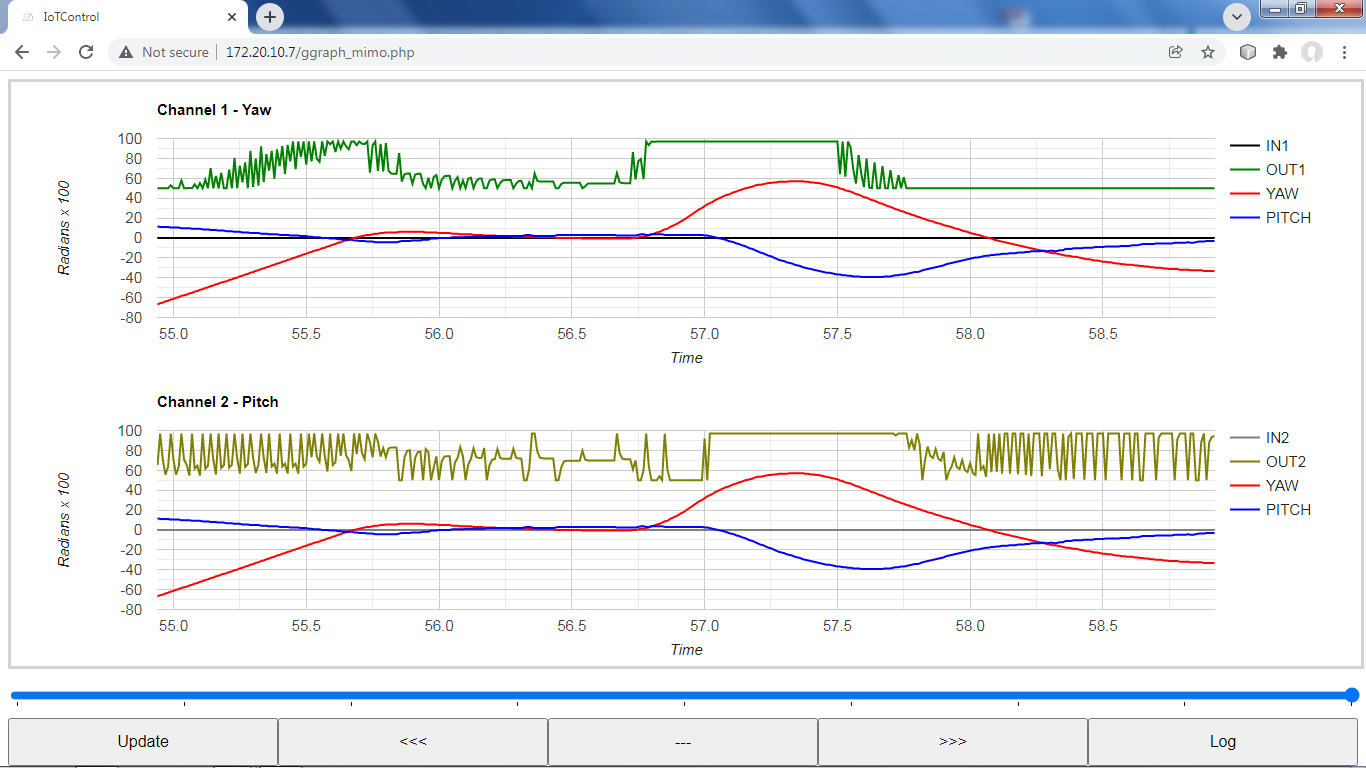 IoTControl
Not secure 172.20.10.7/ggraph_mimo.php
Channel 1 - Yaw
100
80
60
40
20
0
-20
-40
-60
-80
Radians x 100
55.0 55.5 56.0 56.5 57.0 57.5 58.0 58.5
Time
IN1
OUT1
YAW
PITCH
Channel 2 - Pitch
100
80
60
40
20
0
-20
-40
-60
-80
Radians x 100
55.0 55.5 56.0 56.5 57.0 57.5 58.0 58.5
Time
IN2
OUT2
YAW
PITCH
Update <<< --- >>> Log